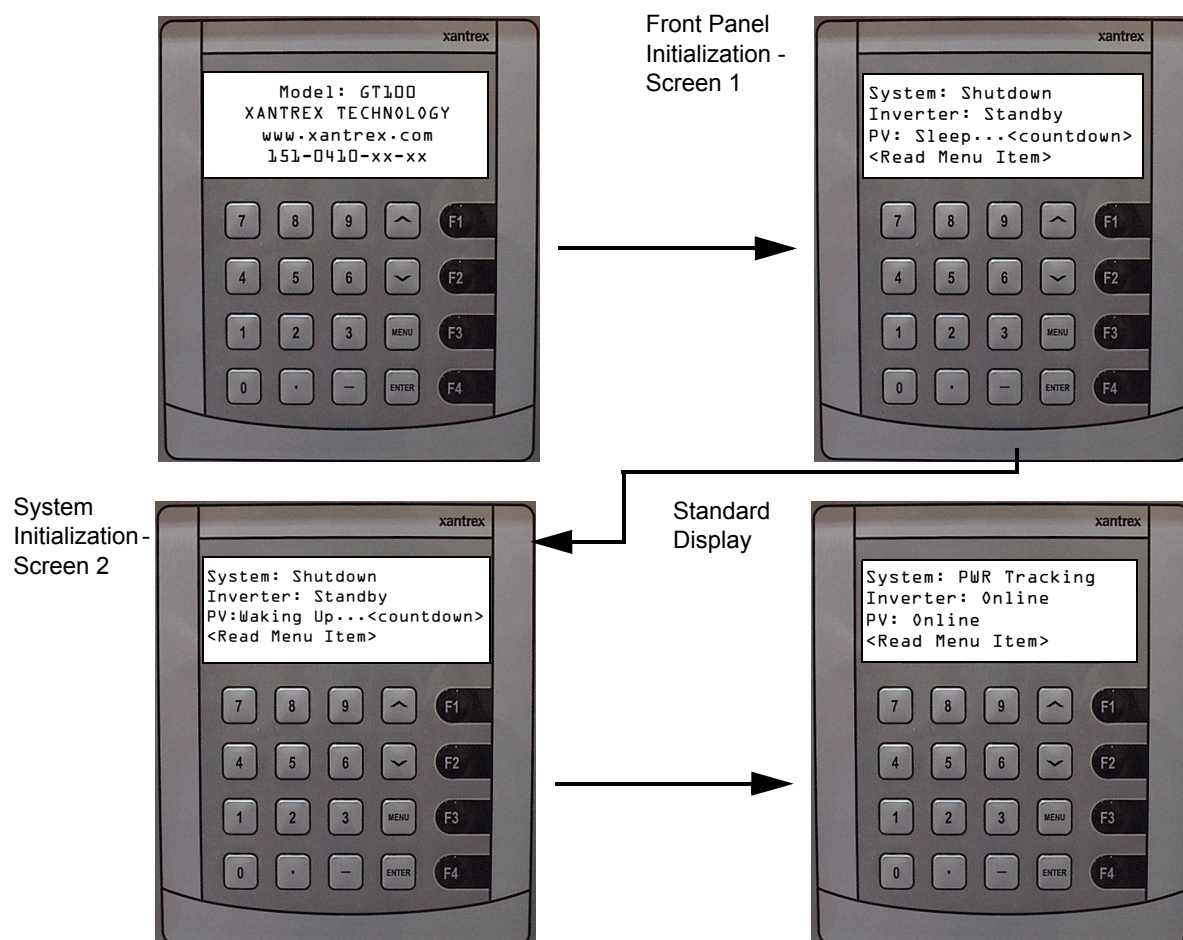 xantrex
Model: GT100
XANTREX TECHNOLOGY
www.xantrex.com
151-0410-xx-xx
7 8 9 F1
4 5 6 F2
1 2 3 MENU F3
0 . — ENTER F4
Front Panel
Initialization -
Screen 1
xantrex
System: Shutdown
Inverter: Standby
PV: Sleep...<countdown>
<Read Menu Item>
7 8 9 F1
4 5 6 F2
1 2 3 MENU F3
0 . — ENTER F4
System
Initialization -
Screen 2
xantrex
System: Shutdown
Inverter: Standby
PV:Waking Up...<countdown>
<Read Menu Item>
7 8 9 F1
4 5 6 F2
1 2 3 MENU F3
0 . — ENTER F4
Standard
Display
xantrex
System: PWR Tracking
Inverter: Online
PV: Online
<Read Menu Item>
7 8 9 F1
4 5 6 F2
1 2 3 MENU F3
0 . — ENTER F4